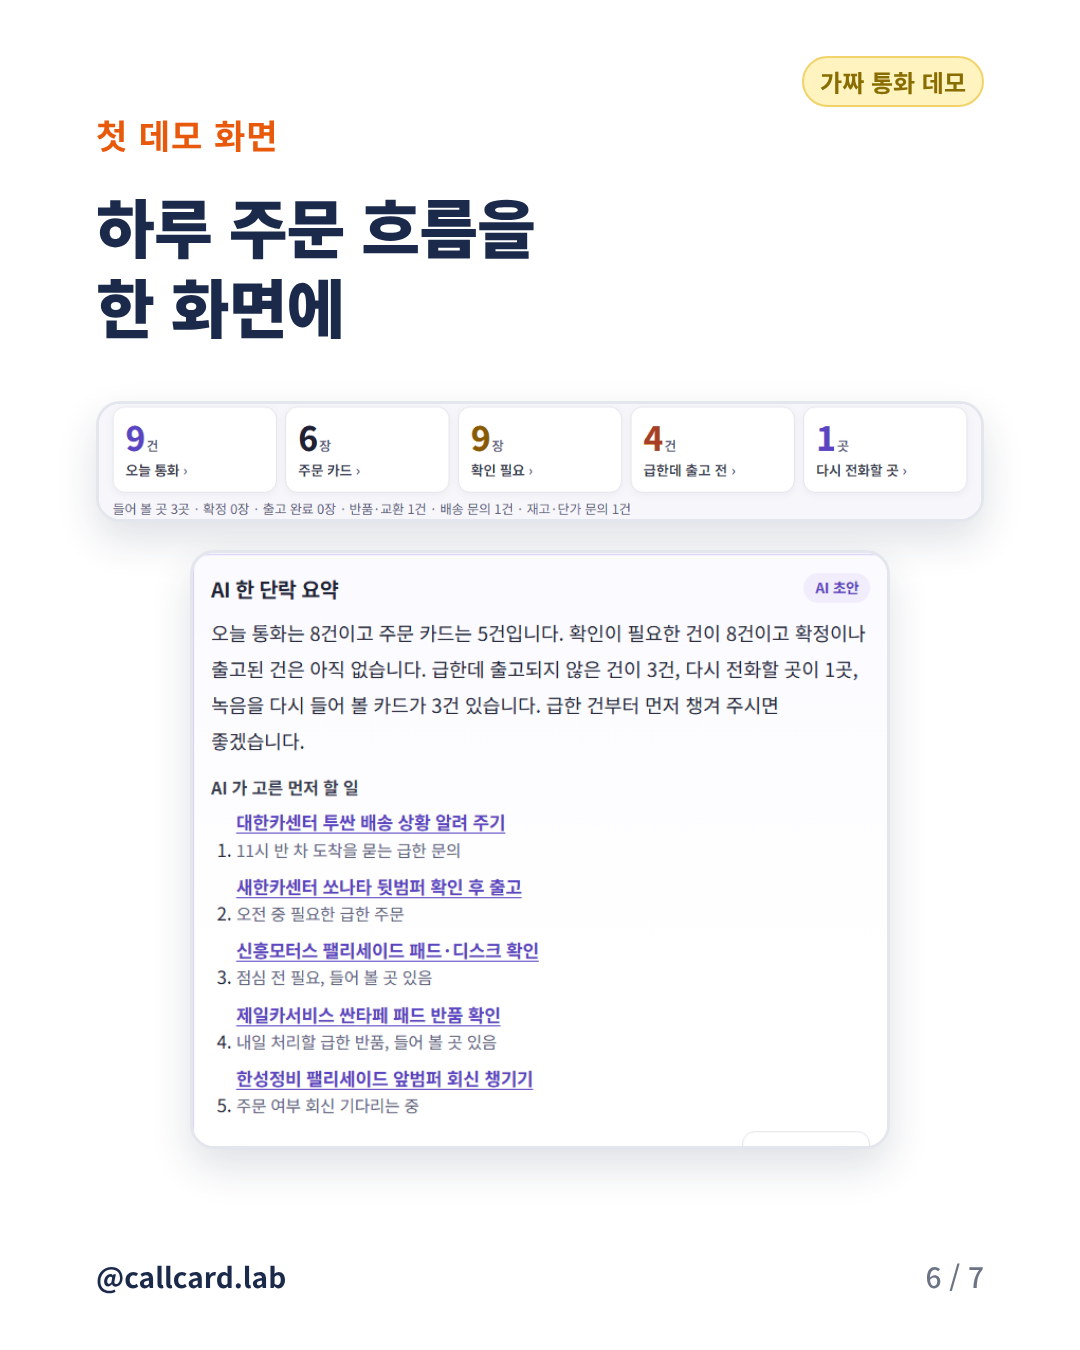 가짜 통화 데모
첫 데모 화면
하루 주문 흐름을
한 화면에
9건
오늘 통화 ›
6장
주문 카드 ›
9장
확인 필요 ›
4건
급한데 출고 전 ›
1곳
다시 전화할 곳 ›
들어 볼 곳 3곳 · 확정 0장 · 출고 완료 0장 · 반품·교환 1건 · 배송 문의 1건 · 재고·단가 문의 1건
AI 한 단락 요약
AI 초안
오늘 통화는 8건이고 주문 카드는 5건입니다. 확인이 필요한 건이 8건이고 확정이나
출고된 건은 아직 없습니다. 급한데 출고되지 않은 건이 3건, 다시 전화할 곳이 1곳,
녹음을 다시 들어 볼 카드가 3건 있습니다. 급한 건부터 먼저 챙겨 주시면
좋겠습니다.
AI 가 고른 먼저 할 일
대한카센터 투싼 배송 상황 알려 주기
1. 11시 반 차 도착을 묻는 급한 문의
새한카센터 쏘나타 뒷범퍼 확인 후 출고
2. 오전 중 필요한 급한 주문
신흥모터스 팰리세이드 패드·디스크 확인
3. 점심 전 필요, 들어 볼 곳 있음
제일카서비스 싼타페 패드 반품 확인
4. 내일 처리할 급한 반품, 들어 볼 곳 있음
한성정비 팰리세이드 앞범퍼 회신 챙기기
5. 주문 여부 회신 기다리는 중
@callcard.lab
6 / 7